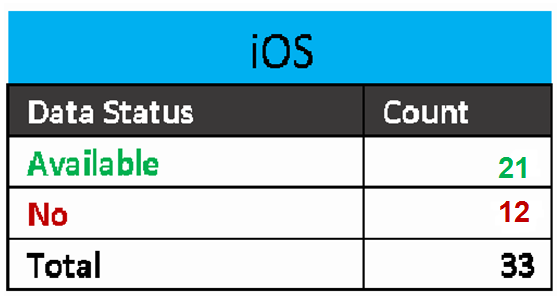 iOS
Data Status Count
Available 21
No 12
Total 33